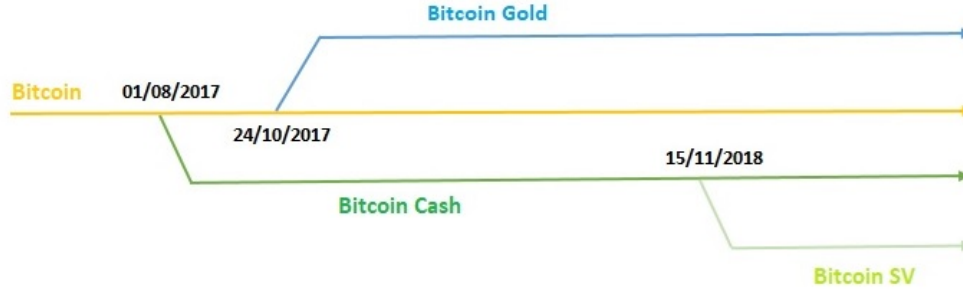 Bitcoin Gold
Bitcoin
01/08/2017
24/10/2017
15/11/2018
Bitcoin Cash
Bitcoin SV